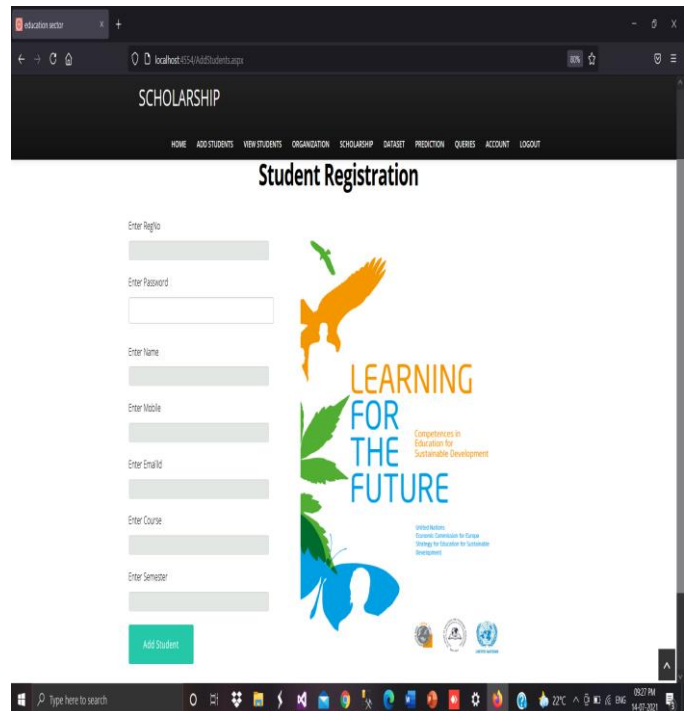 education sector
localhost:4554/AddStudents.aspx
80%
SCHOLARSHIP
HOME ADD STUDENTS VIEW STUDENTS ORGANIZATION SCHOLARSHIP DATASET PREDICTION QUERIES ACCOUNT LOGOUT
Student Registration
Enter RegNo
Enter Password
Enter Name
Enter Mobile
Enter EmailId
Enter Course
Enter Semester
Add Student
LEARNING
FOR
THE
FUTURE
Competences in
Education for
Sustainable Development
United Nations
Economic Commission for Europe
Strategy for Education for Sustainable
Development
Type here to search
22°C
ENG
09:27 PM
14-07-2021